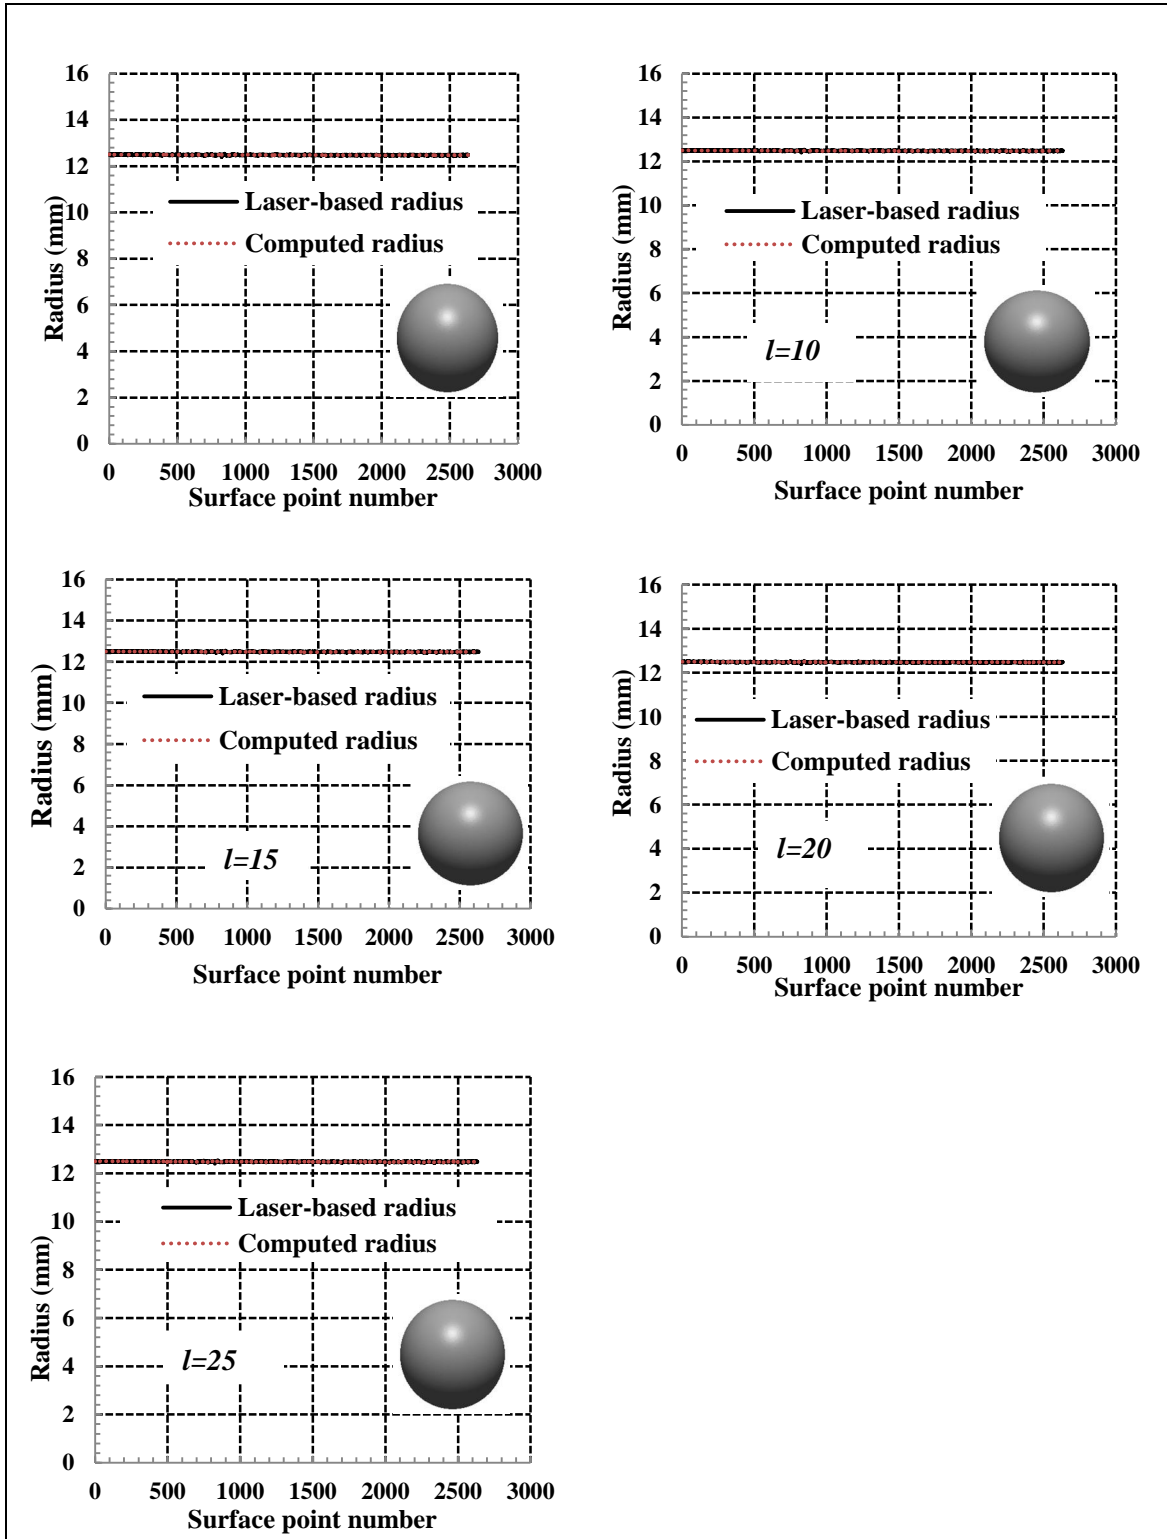 16
14
12
10
8
6
4
2
0
Radius (mm)
Laser-based radius
Computed radius
0 500 1000 1500 2000 2500 3000
Surface point number
16
14
12
10
8
6
4
2
0
Radius (mm)
Laser-based radius
Computed radius
l=10
0 500 1000 1500 2000 2500 3000
Surface point number
16
14
12
10
8
6
4
2
0
Radius (mm)
Laser-based radius
Computed radius
l=15
0 500 1000 1500 2000 2500 3000
Surface point number
16
14
12
10
8
6
4
2
0
Radius (mm)
Laser-based radius
Computed radius
l=20
0 500 1000 1500 2000 2500 3000
Surface point number
16
14
12
10
8
6
4
2
0
Radius (mm)
Laser-based radius
Computed radius
l=25
0 500 1000 1500 2000 2500 3000
Surface point number